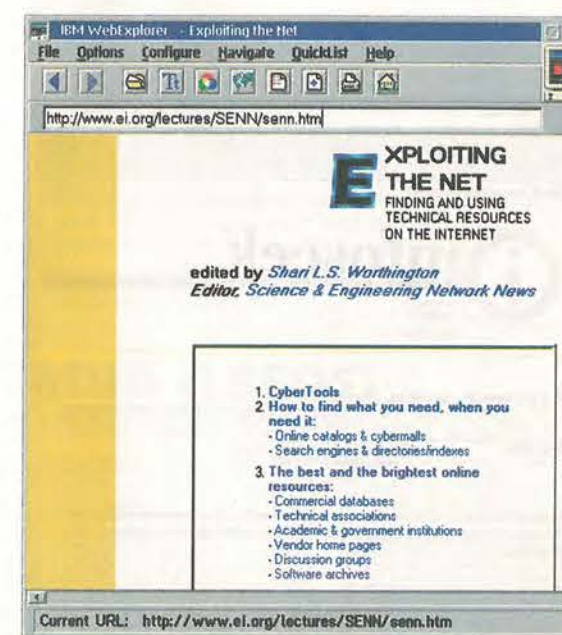 IBM WebExplorer - Exploiting the Net
File Options Configure Navigate QuickList Help
http://www.ei.org/lectures/SENN/senn.htm
EXPLOITING
THE NET
FINDING AND USING
TECHNICAL RESOURCES
ON THE INTERNET
edited by Shari L.S. Worthington
Editor, Science & Engineering Network News
1. CyberTools
2. How to find what you need, when you
need it:
- Online catalogs & cybermalls
- Search engines & directories/indexes
3. The best and the brightest online
resources:
- Commercial databases
- Technical associations
- Academic & government institutions
- Vendor home pages
- Discussion groups
- Software archives
Current URL: http://www.ei.org/lectures/SENN/senn.htm